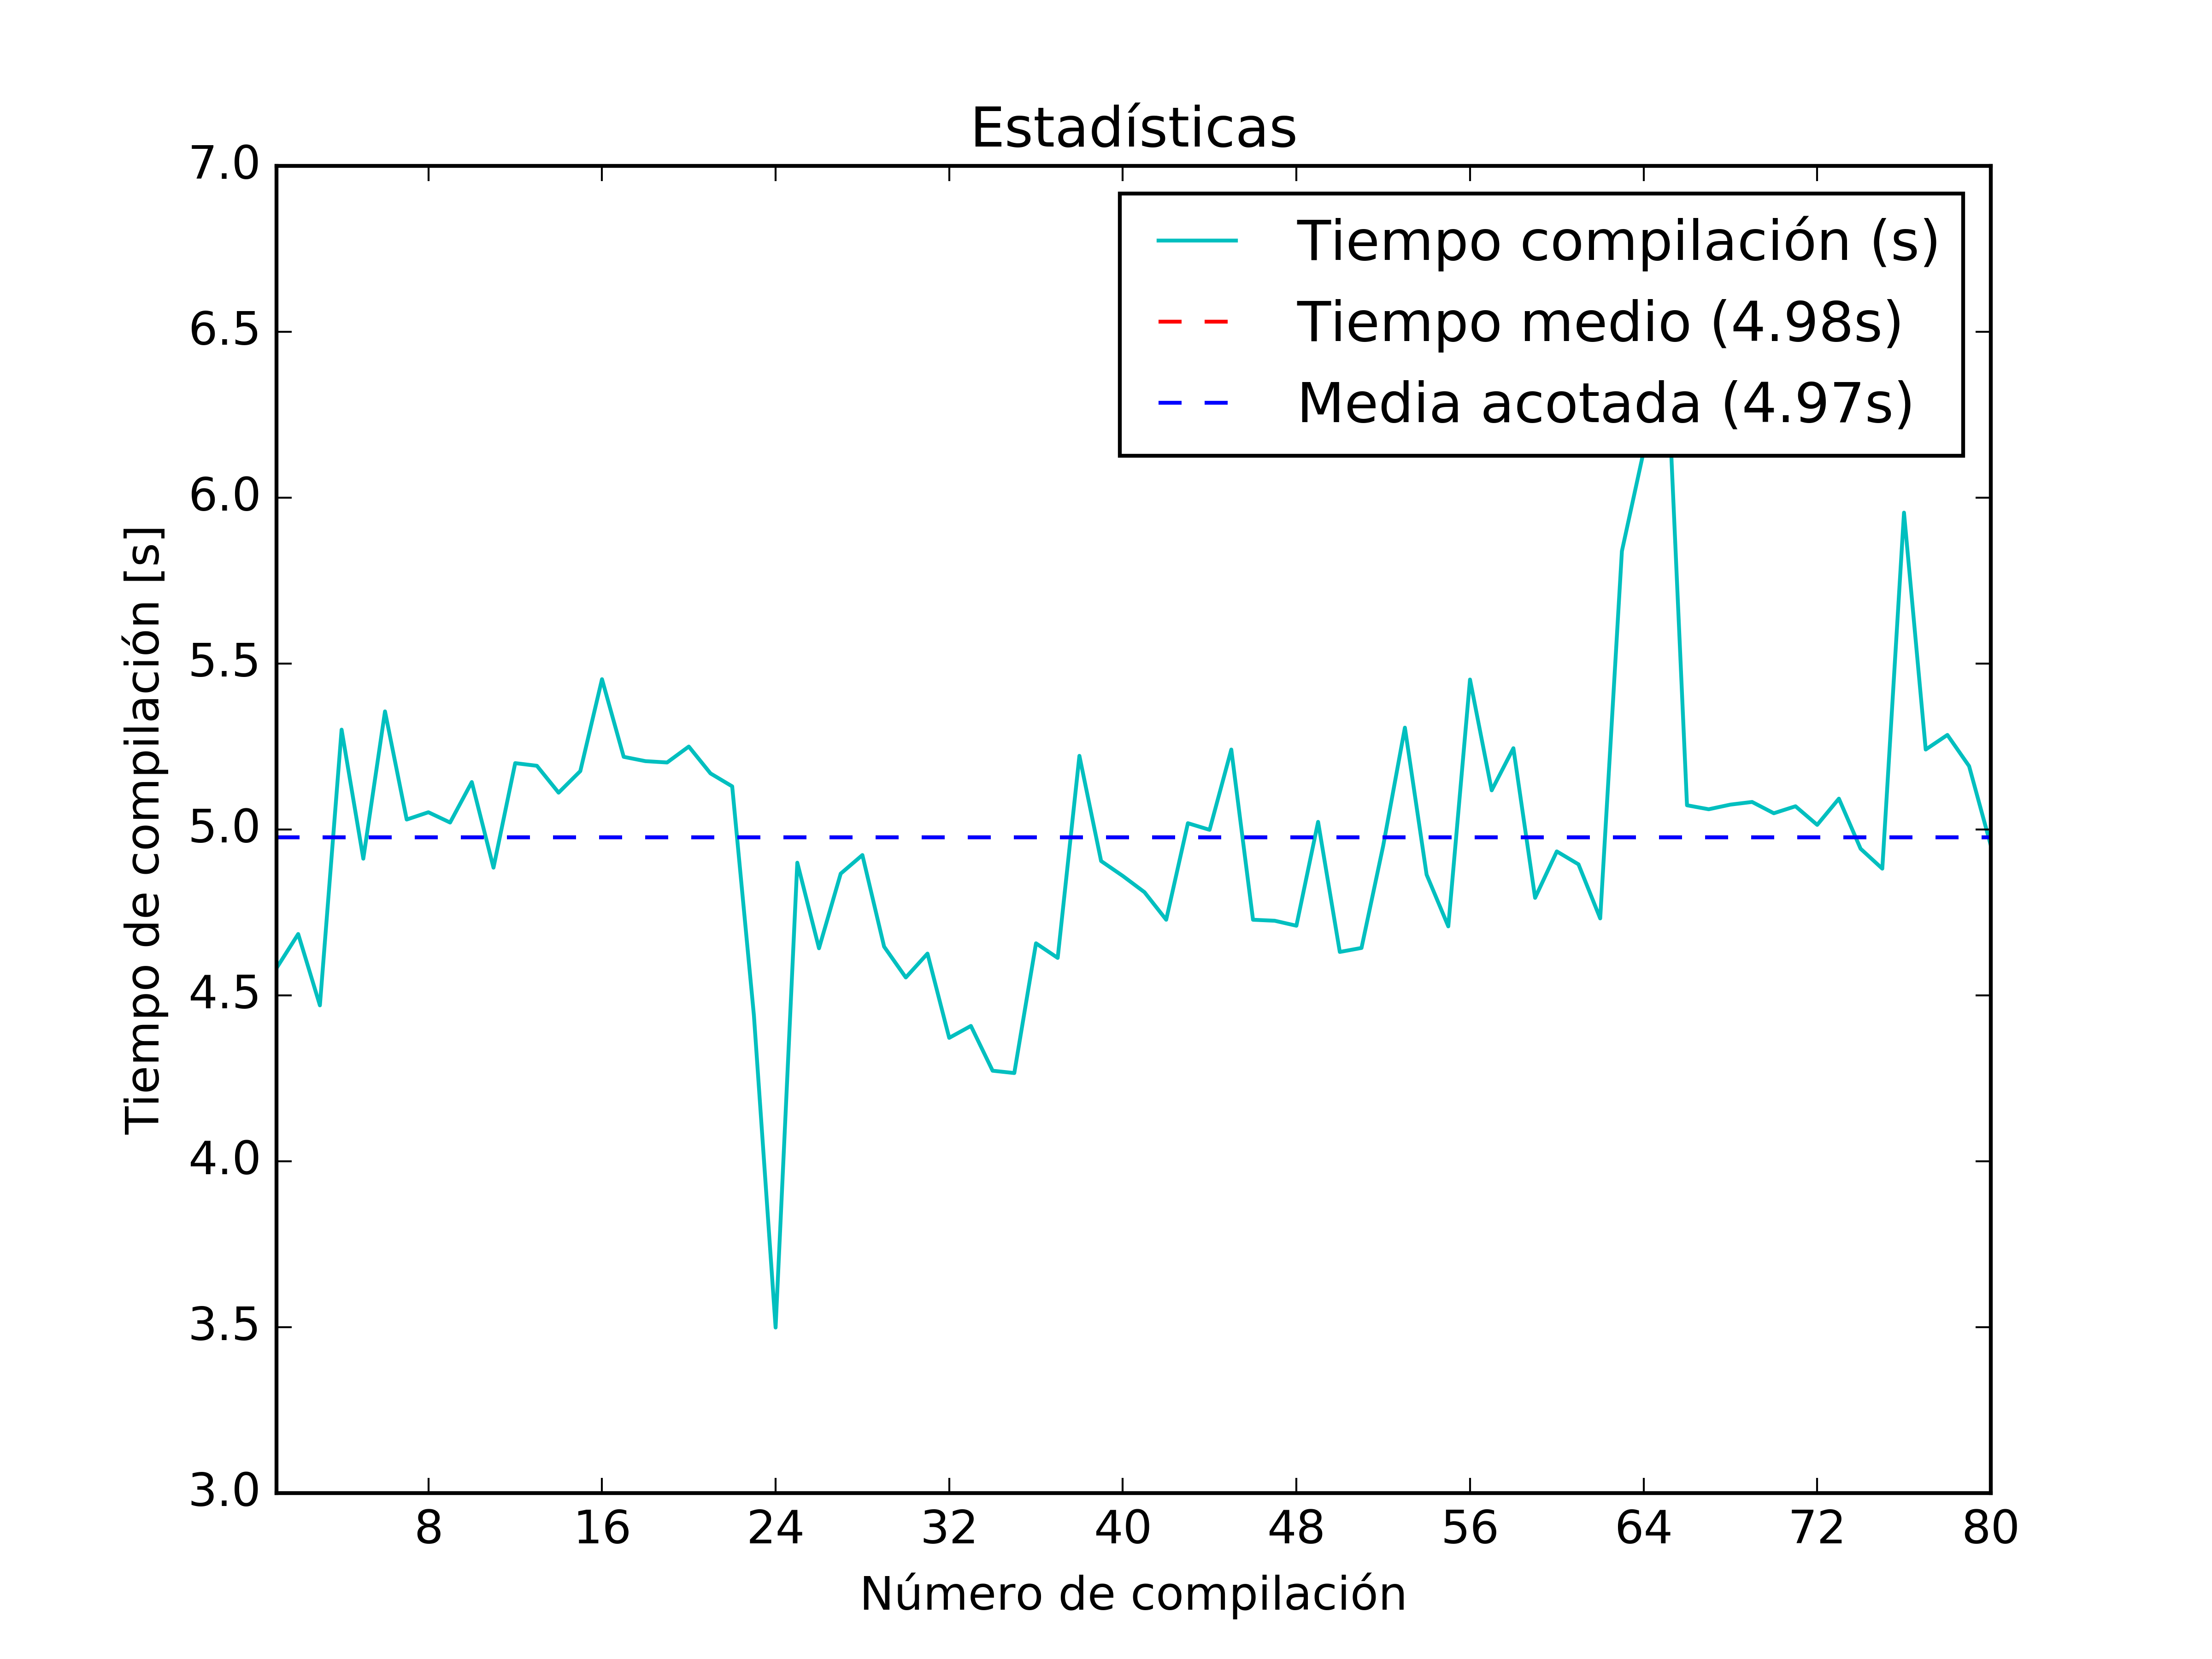 Estadísticas
7.0
6.5
6.0
5.5
5.0
4.5
4.0
3.5
3.0
Tiempo de compilación [s]
Tiempo compilación (s)
Tiempo medio (4.98s)
Media acotada (4.97s)
8 16 24 32 40 48 56 64 72 80
Número de compilación